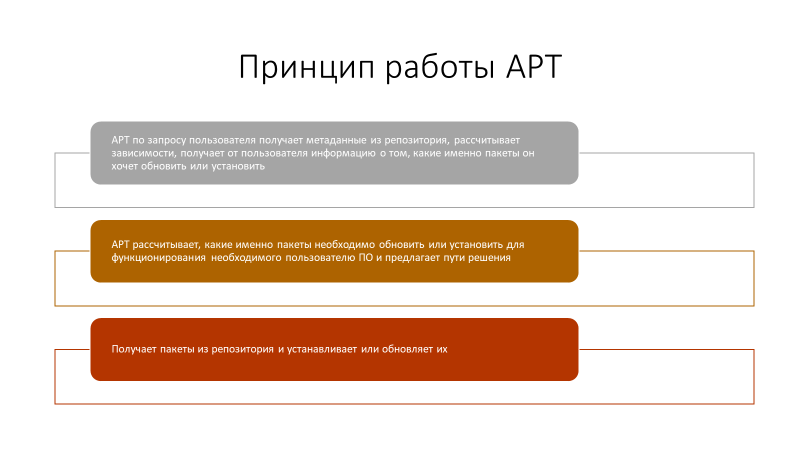 Принцип работы APT
APT по запросу пользователя получает метаданные из репозитория, рассчитывает
зависимости, получает от пользователя информацию о том, какие именно пакеты он
хочет обновить или установить
APT рассчитывает, какие именно пакеты необходимо обновить или установить для
функционирования необходимого пользователю ПО и предлагает пути решения
Получает пакеты из репозитория и устанавливает или обновляет их